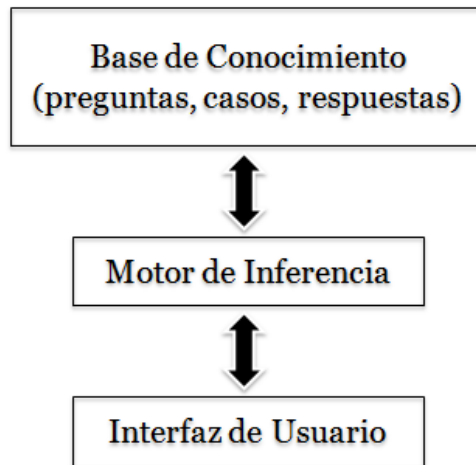 Base de Conocimiento
(preguntas, casos, respuestas)
Motor de Inferencia
Interfaz de Usuario